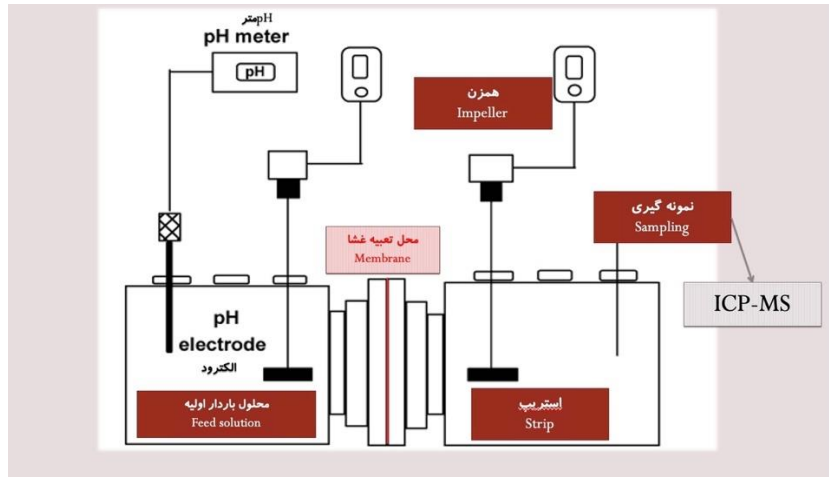 pHمتر
pH meter
pH
همزن
Impeller
نمونه گیری
Sampling
محل تعبیه غشا
Membrane
ICP-MS
pH
electrode
الکترود
محلول باردار اولیه
Feed solution
استریپ
Strip